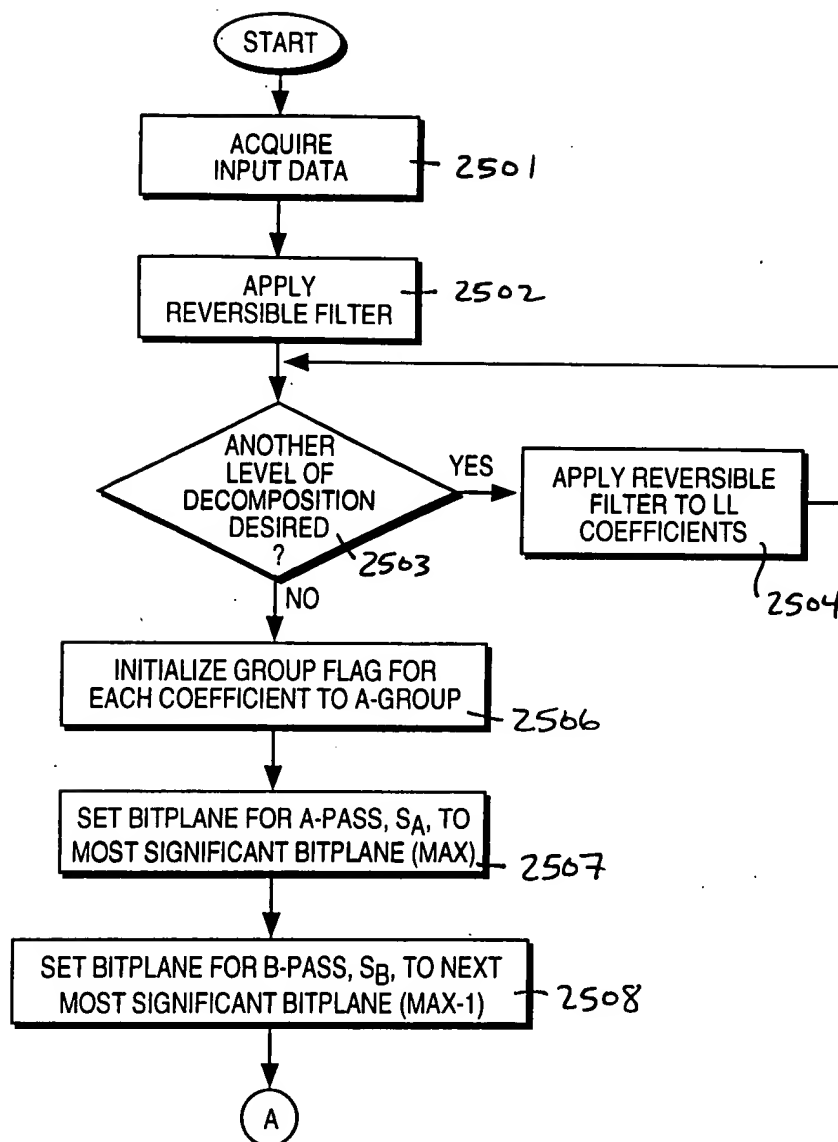 START
ACQUIRE
INPUT DATA
2501
APPLY
REVERSIBLE FILTER
2502
ANOTHER
LEVEL OF
DECOMPOSITION
DESIRED
?
2503
YES
APPLY REVERSIBLE
FILTER TO LL
COEFFICIENTS
2504
NO
INITIALIZE GROUP FLAG FOR
EACH COEFFICIENT TO A-GROUP
2506
SET BITPLANE FOR A-PASS, SA, TO
MOST SIGNIFICANT BITPLANE (MAX)
2507
SET BITPLANE FOR B-PASS, SB, TO NEXT
MOST SIGNIFICANT BITPLANE (MAX-1)
2508
A